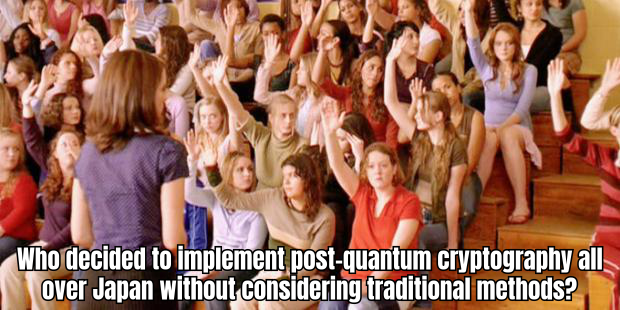 Who decided to implement post-quantum cryptography all
over Japan without considering traditional methods?